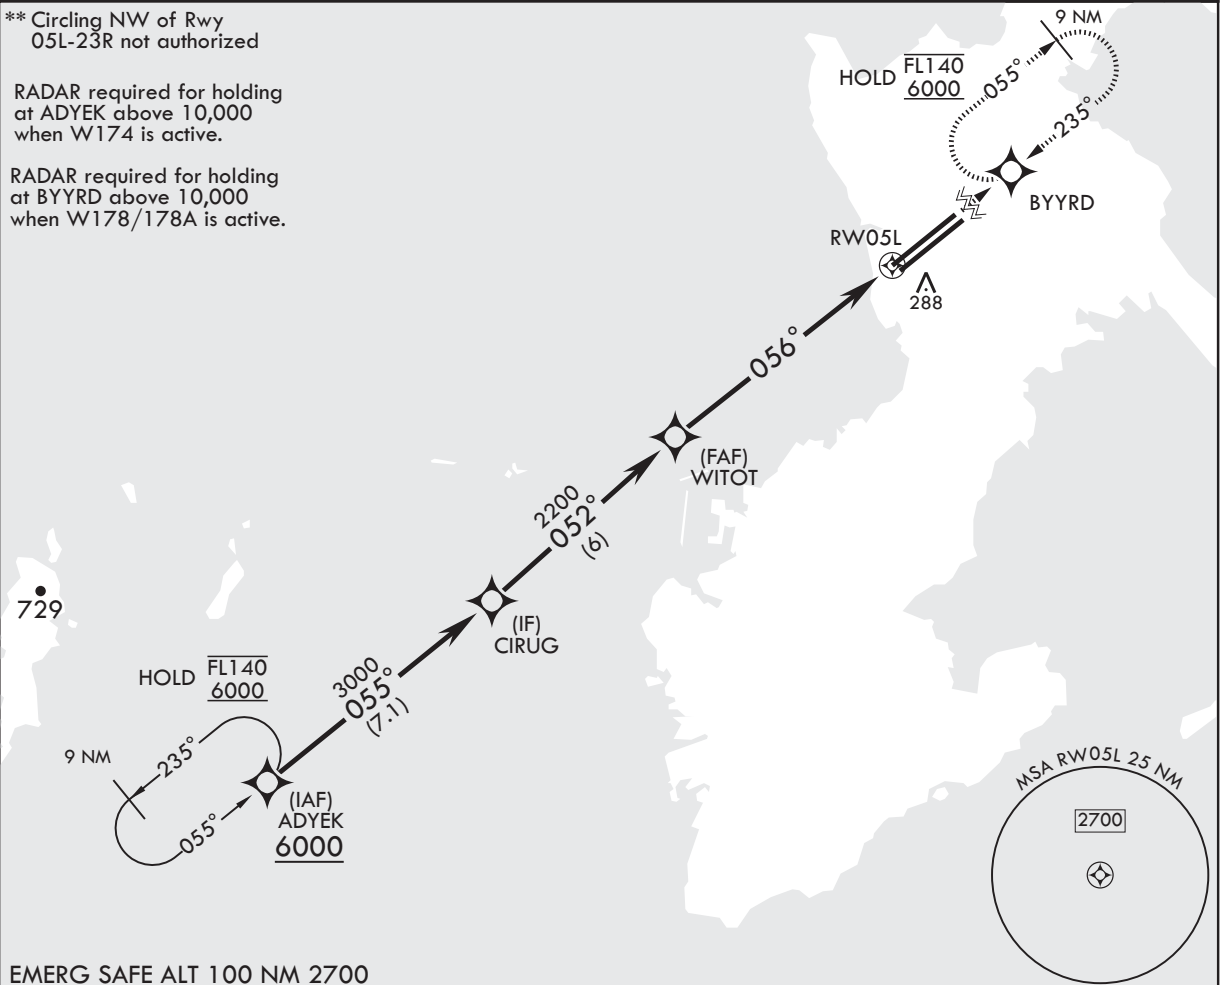 ** Circling NW of Rwy
05L-23R not authorized
RADAR required for holding
at ADYEK above 10,000
when W174 is active.
RADAR required for holding
at BYYRD above 10,000
when W178/178A is active.
9 NM
HOLD FL140
6000
055°
235°
BYYRD
RW05L
288
056°
(FAF)
WITOT
2200
052°
(6)
729
(IF)
CIRUG
HOLD FL140
6000
3000
055°
(7.1)
9 NM
235°
055°
(IAF)
ADYEK
6000
MSA RW05L 25 NM
2700
EMERG SAFE ALT 100 NM 2700